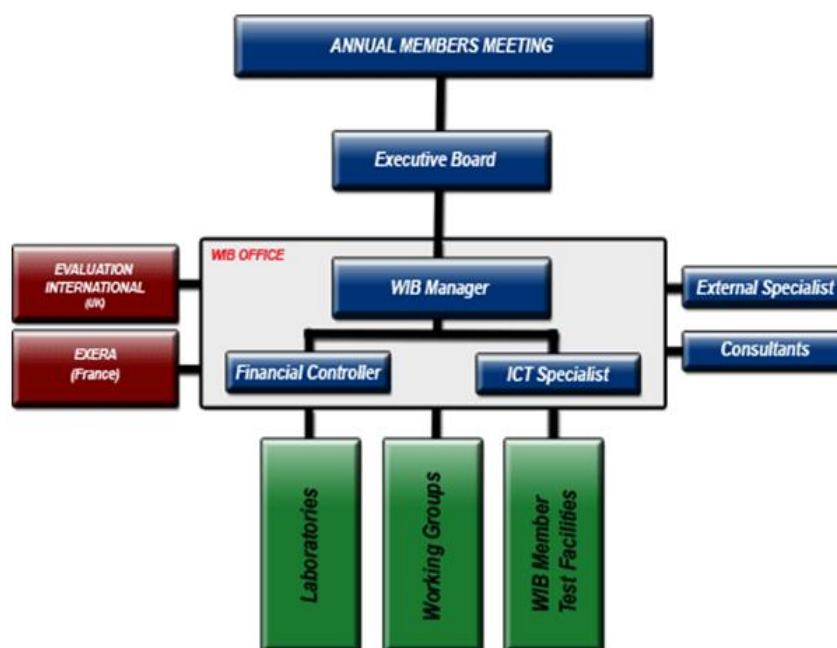 ANNUAL MEMBERS MEETING
Executive Board
WIB OFFICE
EVALUATION
INTERNATIONAL
(UK)
WIB Manager
External Specialist
EXERA
(France)
Financial Controller
ICT Specialist
Consultants
Laboratories
Working Groups
WIB Member
Test Facilities